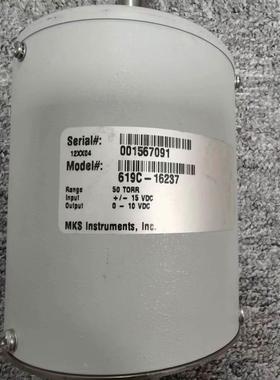 Serial#:
12XX04 001567091
Model#:
619C-16237
Range 50 TORR
Input +/- 15 VDC
Output 0 - 10 VDC
MKS Instruments, Inc.